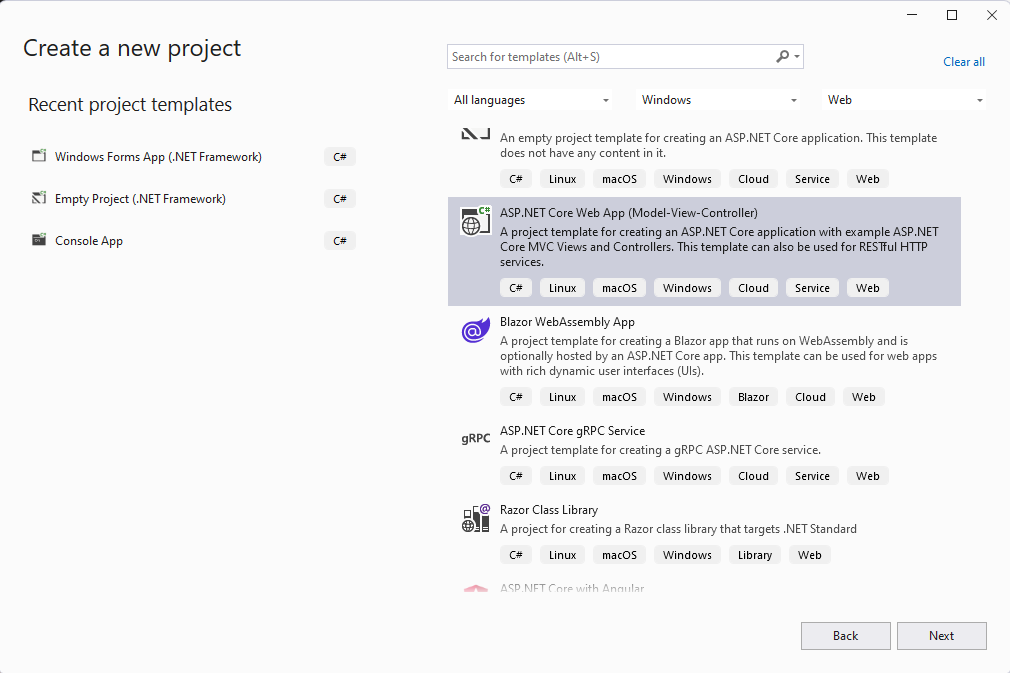 Create a new project
Search for templates (Alt+S)
Clear all
Recent project templates
All languages
Windows
Web
Windows Forms App (.NET Framework)
C#
Empty Project (.NET Framework)
C#
Console App
C#
An empty project template for creating an ASP.NET Core application. This template
does not have any content in it.
C# Linux macOS Windows Cloud Service Web
C#
ASP.NET Core Web App (Model-View-Controller)
A project template for creating an ASP.NET Core application with example ASP.NET
Core MVC Views and Controllers. This template can also be used for RESTful HTTP
services.
C# Linux macOS Windows Cloud Service Web
@
Blazor WebAssembly App
A project template for creating a Blazor app that runs on WebAssembly and is
optionally hosted by an ASP.NET Core app. This template can be used for web apps
with rich dynamic user interfaces (UIs).
C# Linux macOS Windows Blazor Cloud Web
gRPC
ASP.NET Core gRPC Service
A project template for creating a gRPC ASP.NET Core service.
C# Linux macOS Windows Cloud Service Web
@
Razor Class Library
A project for creating a Razor class library that targets .NET Standard
C# Linux macOS Windows Library Web
ASP.NET Core with Angular
Back
Next